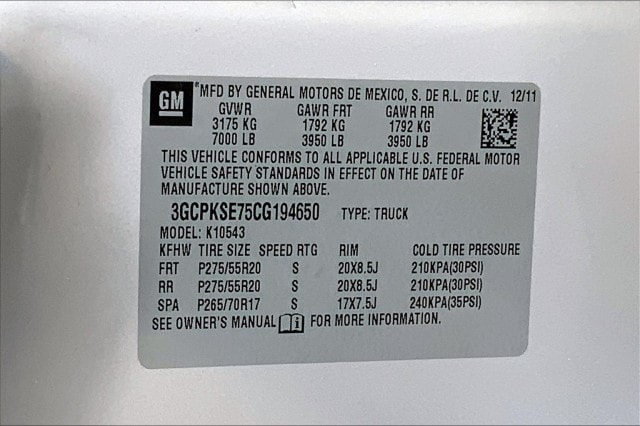 GM
*MFD BY GENERAL MOTORS DE MEXICO, S. DE R.L. DE C.V. 12/11
GVWR GAWR FRT GAWR RR
3175 KG 1792 KG 1792 KG
7000 LB 3950 LB 3950 LB
THIS VEHICLE CONFORMS TO ALL APPLICABLE U.S. FEDERAL MOTOR
VEHICLE SAFETY STANDARDS IN EFFECT ON THE DATE OF
MANUFACTURE SHOWN ABOVE.
3GCPKSE75CG194650 TYPE: TRUCK
MODEL: K10543
KFHW TIRE SIZE SPEED RTG RIM COLD TIRE PRESSURE
FRT P275/55R20 S 20X8.5J 210KPA(30PSI)
RR P275/55R20 S 20X8.5J 210KPA(30PSI)
SPA P265/70R17 S 17X7.5J 240KPA(35PSI)
SEE OWNER'S MANUAL FOR MORE INFORMATION.